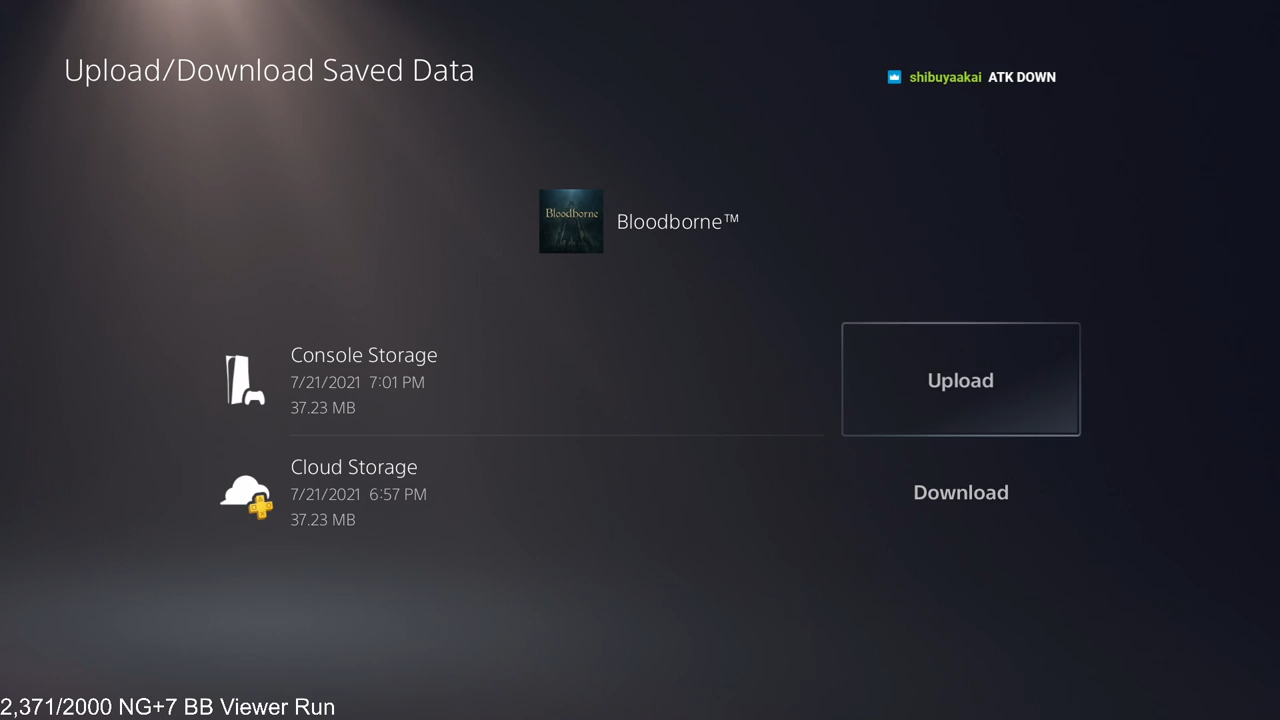 Upload/Download Saved Data
shibuyaakai ATK DOWN
Bloodborne
Bloodborne™
Console Storage
7/21/2021 7:01 PM
37.23 MB
Upload
Cloud Storage
7/21/2021 6:57 PM
37.23 MB
Download
2,371/2000 NG+7 BB Viewer Run